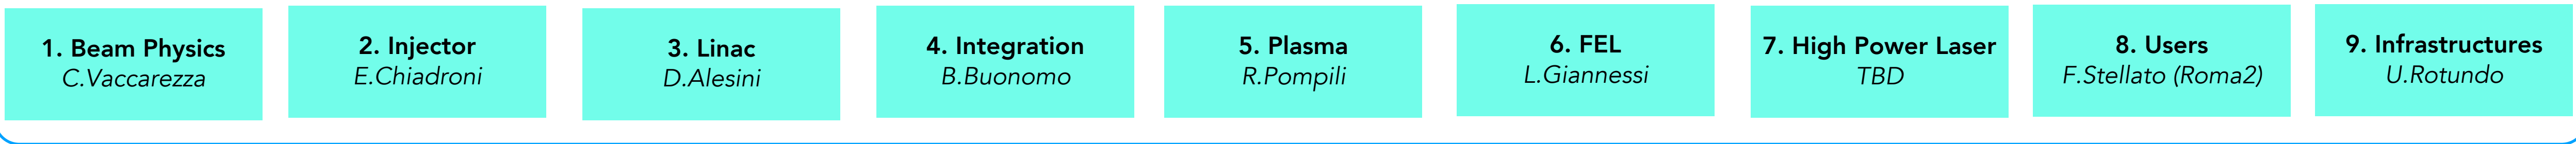 1. Beam Physics
C.Vaccarezza
2. Injector
E.Chiadroni
3. Linac
D.Alesini
4. Integration
B.Buonomo
5. Plasma
R.Pompili
6. FEL
L.Giannessi
7. High Power Laser
TBD
8. Users
F.Stellato (Roma2)
9. Infrastructures
U.Rotundo